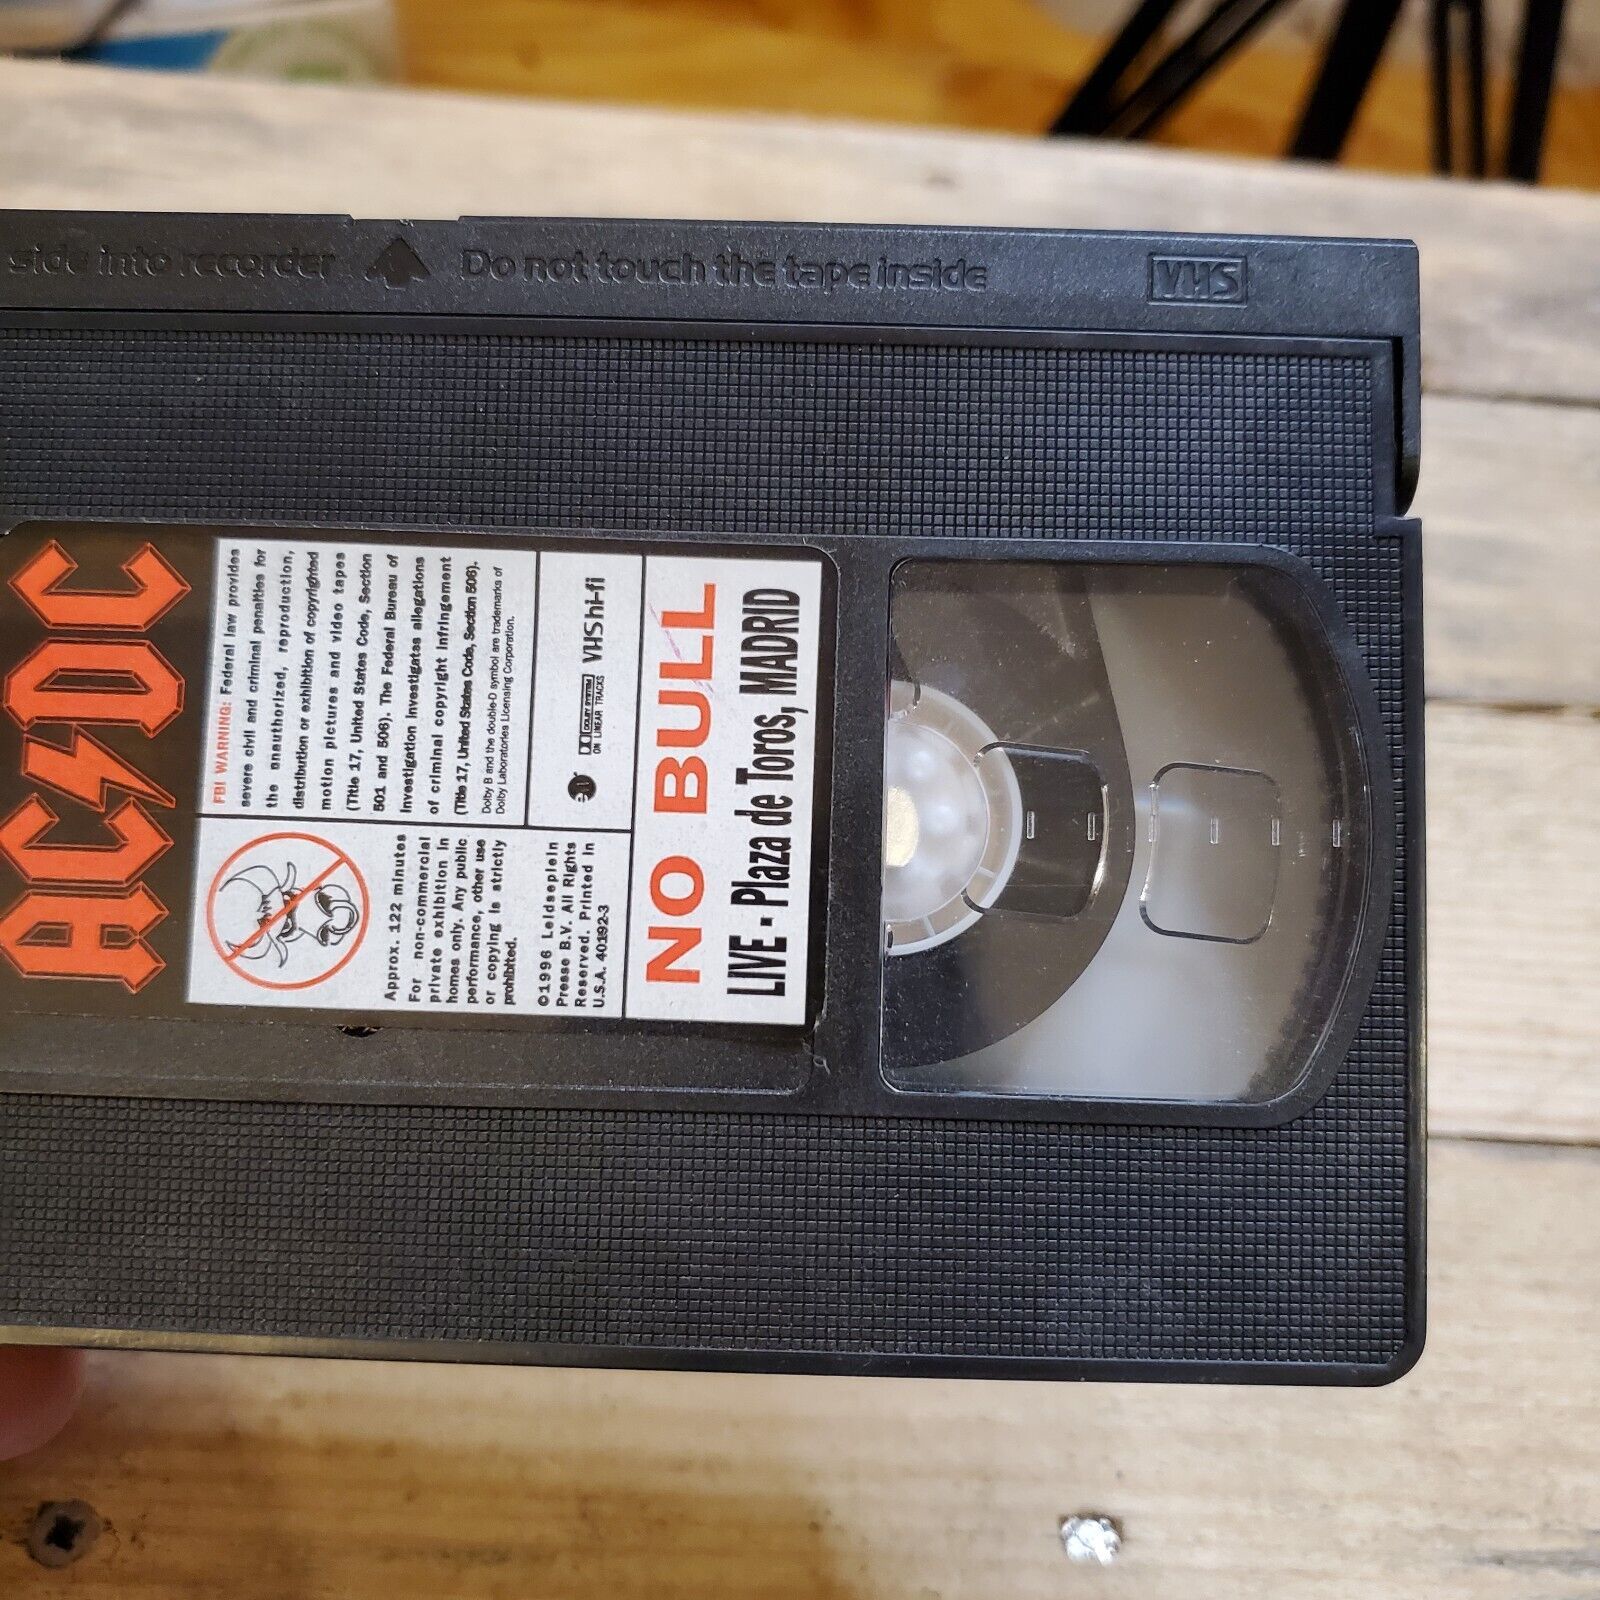 side into recorder
Do not touch the tape inside
VHS
AC DC
FBI WARNING: Federal law provides
severe civil and criminal penalties for
the unauthorized, reproduction,
distribution or exhibition of copyrighted
motion pictures and video tapes
(Title 17, United States Code, Section
501 and 506). The Federal Bureau of
Investigation investigates allegations
of criminal copyright infringement
(Title 17, United States Code, Section 506).
Dolby B and the double-D symbol are trademarks of
Dolby Laboratories Licensing Corporation.
Approx. 122 minutes
For non-commercial
private exhibition in
homes only. Any public
performance, other use
or copying is strictly
prohibited.
©1996 Leidseplein
Presse B.V. All Rights
Reserved. Printed in
U.S.A. 40192-3
DOLBY SYSTEM
ON LINEAR TRACKS
VHS hi-fi
NO BULL
LIVE - Plaza de Toros, MADRID